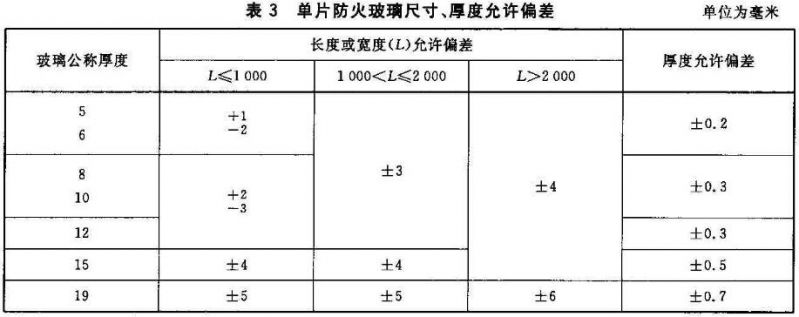 表 3 单片防火玻璃尺寸、厚度允许偏差 单位为毫米
玻璃公称厚度 长度或宽度(L)允许偏差 厚度允许偏差
L≤1 000 1 000<L≤2 000 L>2 000
5 +1 ±0.2
6 −2
±3
±4
8 ±0.3
10 +2
−3
12 ±0.3
15 ±4 ±4 ±0.5
19 ±5 ±5 ±6 ±0.7